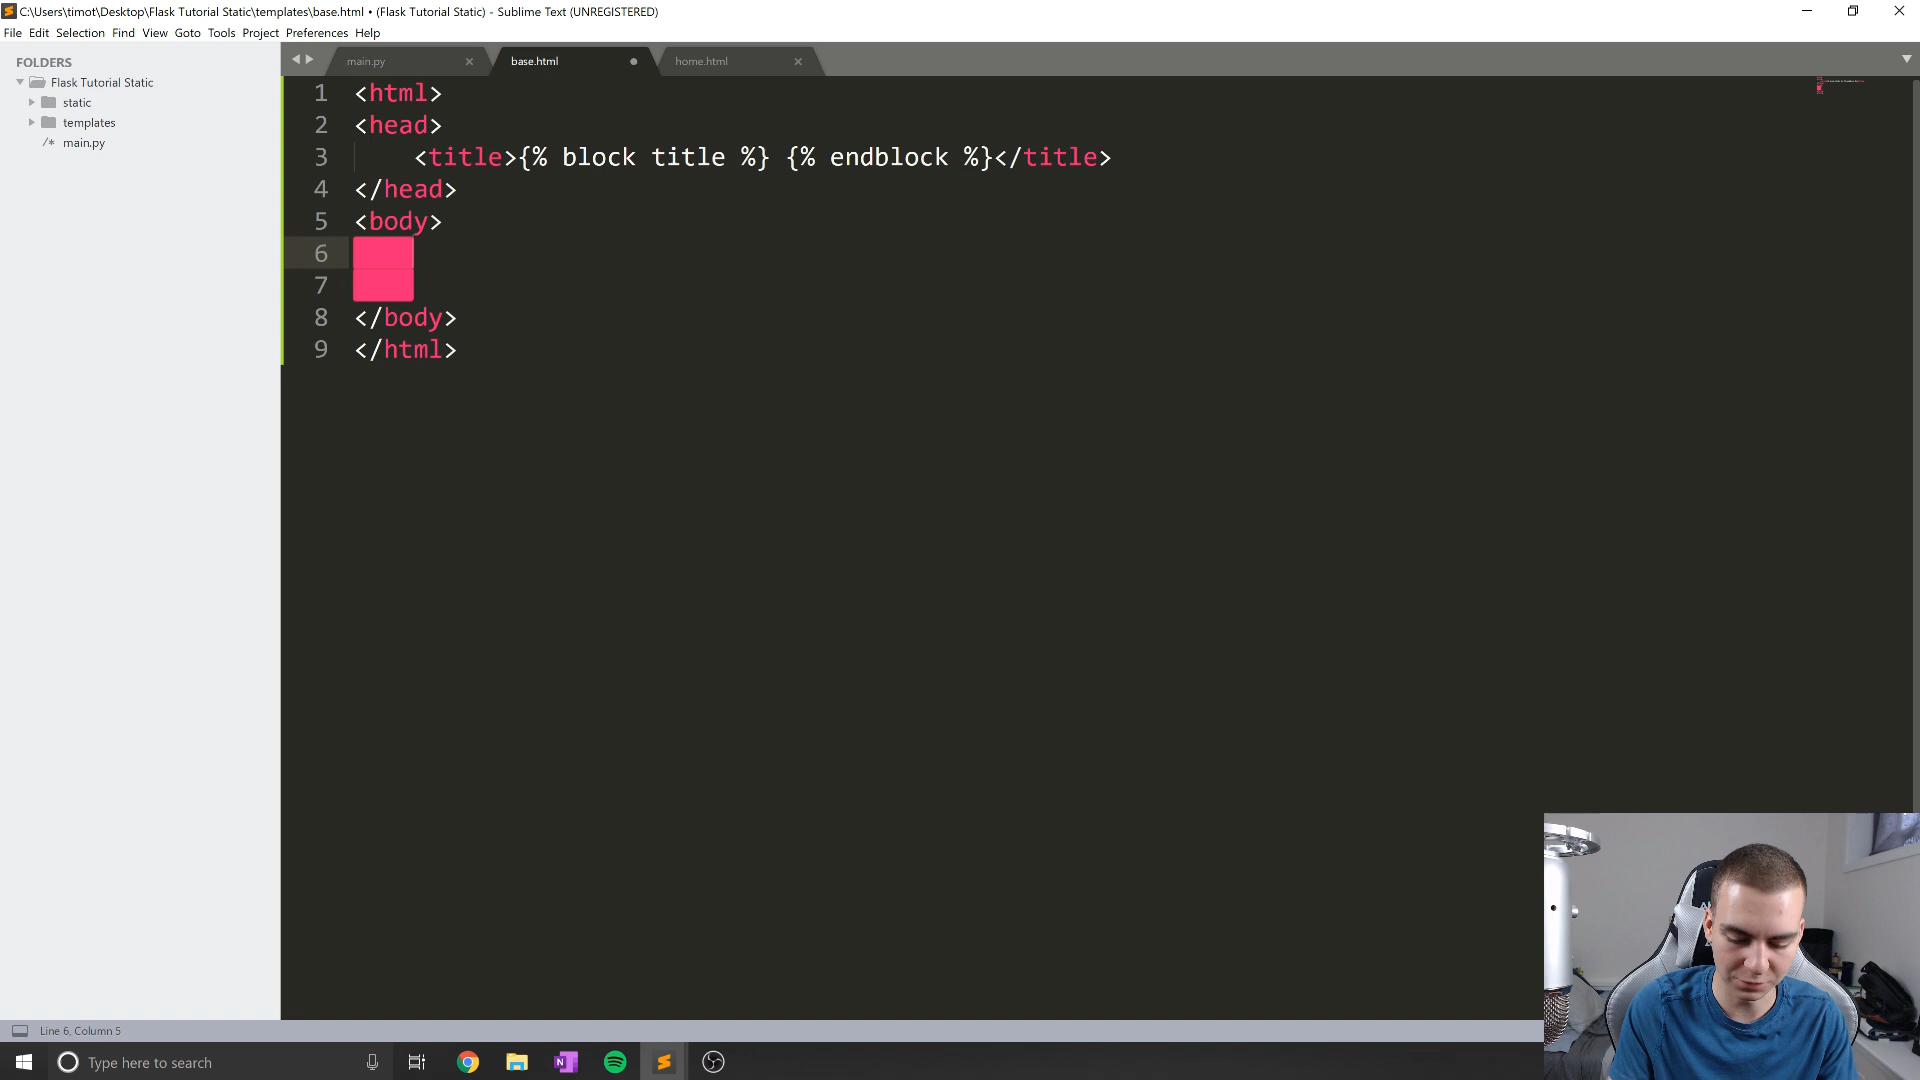 C:\Users\timot\Desktop\Flask Tutorial Static\templates\base.html • (Flask Tutorial Static) - Sublime Text (UNREGISTERED)
File Edit Selection Find View Goto Tools Project Preferences Help
FOLDERS
Flask Tutorial Static
static
templates
/* main.py
main.py
base.html
home.html
1 <html>
2 <head>
3 <title>{% block title %} {% endblock %}</title>
4 </head>
5 <body>
6
7
8 </body>
9 </html>
Line 6, Column 5
Type here to search